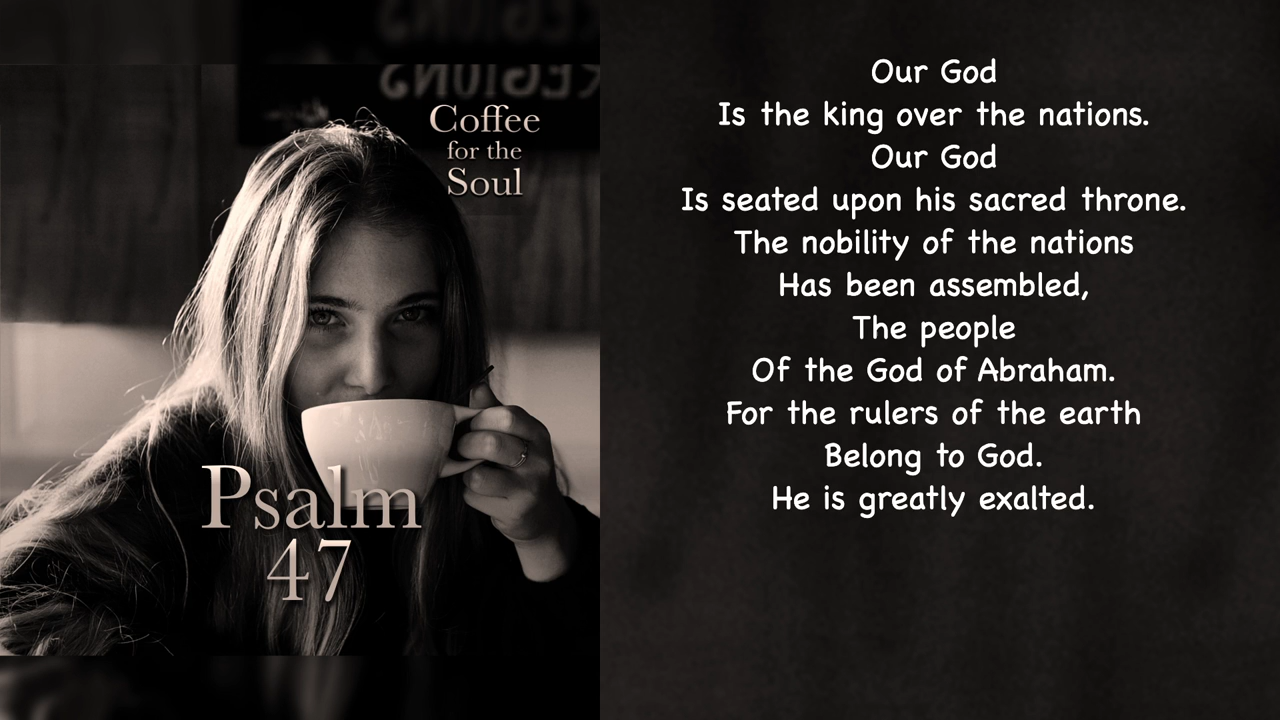 Coffee
for the
Soul
Psalm
47
Our God
Is the king over the nations.
Our God
Is seated upon his sacred throne.
The nobility of the nations
Has been assembled,
The people
Of the God of Abraham.
For the rulers of the earth
Belong to God.
He is greatly exalted.